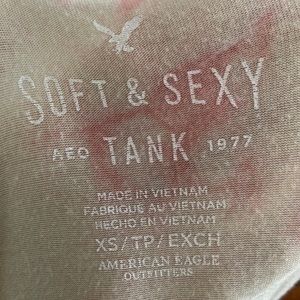 SOFT & SEXY
AEO TANK 1977
MADE IN VIETNAM
FABRIQUÉ AU VIETNAM
HECHO EN VIETNAM
XS/TP/EXCH
AMERICAN EAGLE
OUTFITTERS